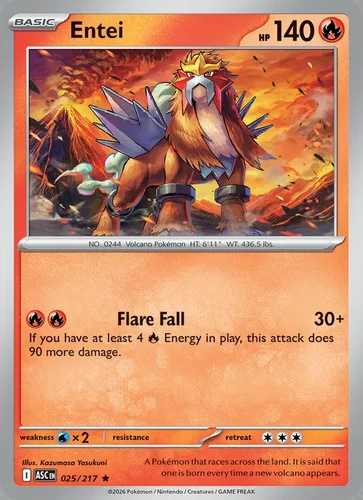 BASIC Entei HP 140
NO. 0244 Volcano Pokémon HT: 6'11" WT: 436.5 lbs.
Flare Fall 30+
If you have at least 4 Energy in play, this attack does
90 more damage.
weakness ×2 resistance retreat
Illus. Kazumasa Yasukuni
I ASC EN 025/217 ★
A Pokémon that races across the land. It is said that
one is born every time a new volcano appears.
©2026 Pokémon / Nintendo / Creatures / GAME FREAK